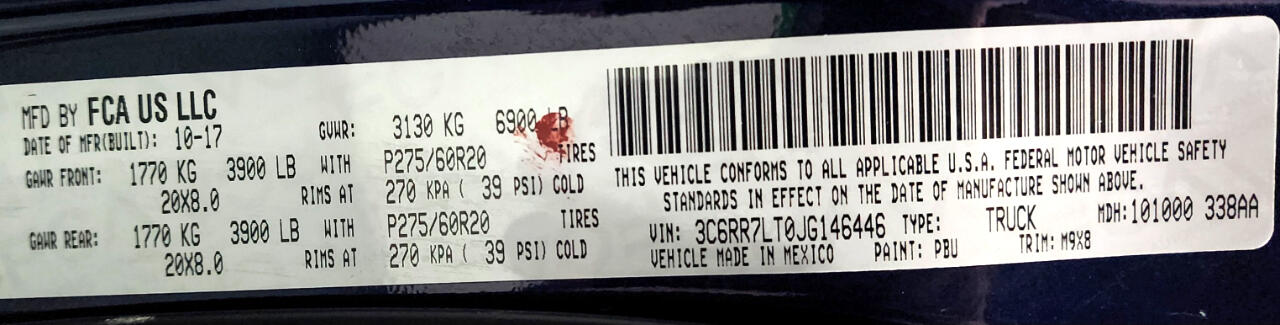 MFD BY FCA US LLC
DATE OF MFR(BUILT): 10-17 GVWR: 3130 KG 6900 LB
GAWR FRONT: 1770 KG 3900 LB WITH P275/60R20 TIRES
20X8.0 RIMS AT 270 KPA ( 39 PSI) COLD
GAWR REAR: 1770 KG 3900 LB WITH P275/60R20 TIRES
20X8.0 RIMS AT 270 KPA ( 39 PSI) COLD
THIS VEHICLE CONFORMS TO ALL APPLICABLE U.S.A. FEDERAL MOTOR VEHICLE SAFETY
STANDARDS IN EFFECT ON THE DATE OF MANUFACTURE SHOWN ABOVE.
VIN: 3C6RR7LT0JG146446 TYPE: TRUCK MDH: 101000 338AA
VEHICLE MADE IN MEXICO PAINT: PBU TRIM: M9X8